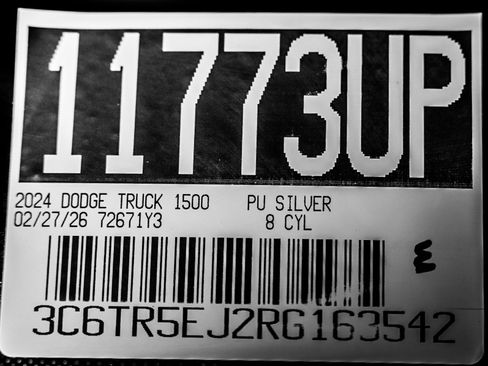 11773UP
2024 DODGE TRUCK 1500 PU SILVER
02/27/26 72671Y3 8 CYL
3C6TR5EJ2RG163542